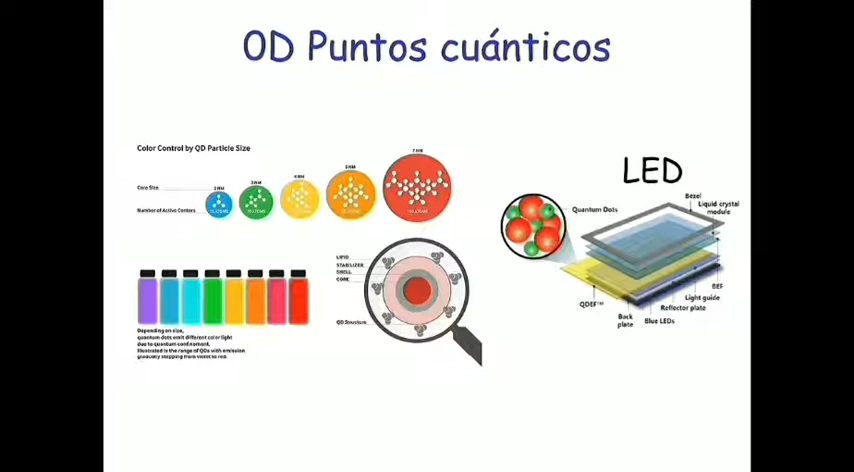 0D Puntos cuánticos
Color Control by QD Particle Size
Core Size
Number of Active Centers
LED
Quantum Dots
Bezel
Liquid crystal
module
BEF
Light guide
Reflector plate
Blue LEDs
Back
plate
QDEF™
LIPID
STABILIZER
SHELL
CORE
QD Structure
Depending on size,
quantum dots emit different color light
due to quantum confinement.
Illustrated is the range of QDs with emission
gradually stepping from violet to red.